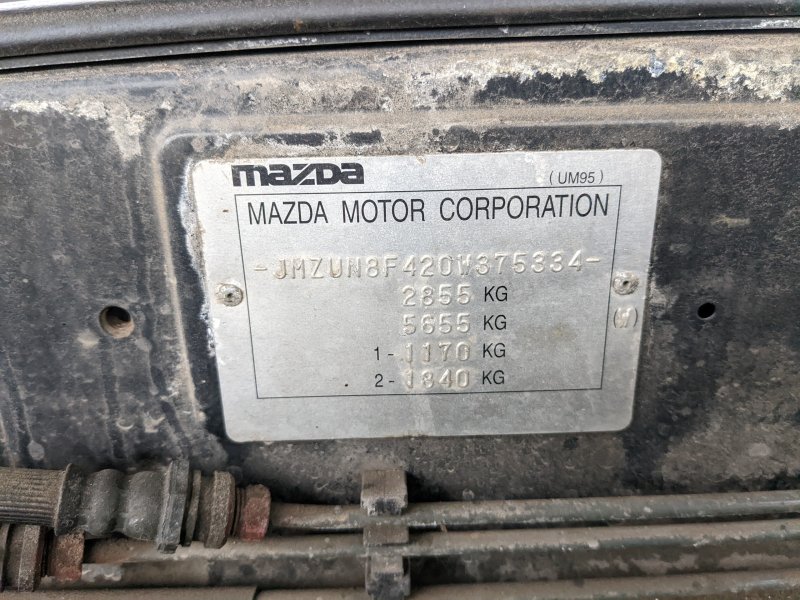 mazda
(UM95)
MAZDA MOTOR CORPORATION
-JMZUN8F420W375334-
2855 KG
5655 KG
1-1170 KG
2-1840 KG
(W)